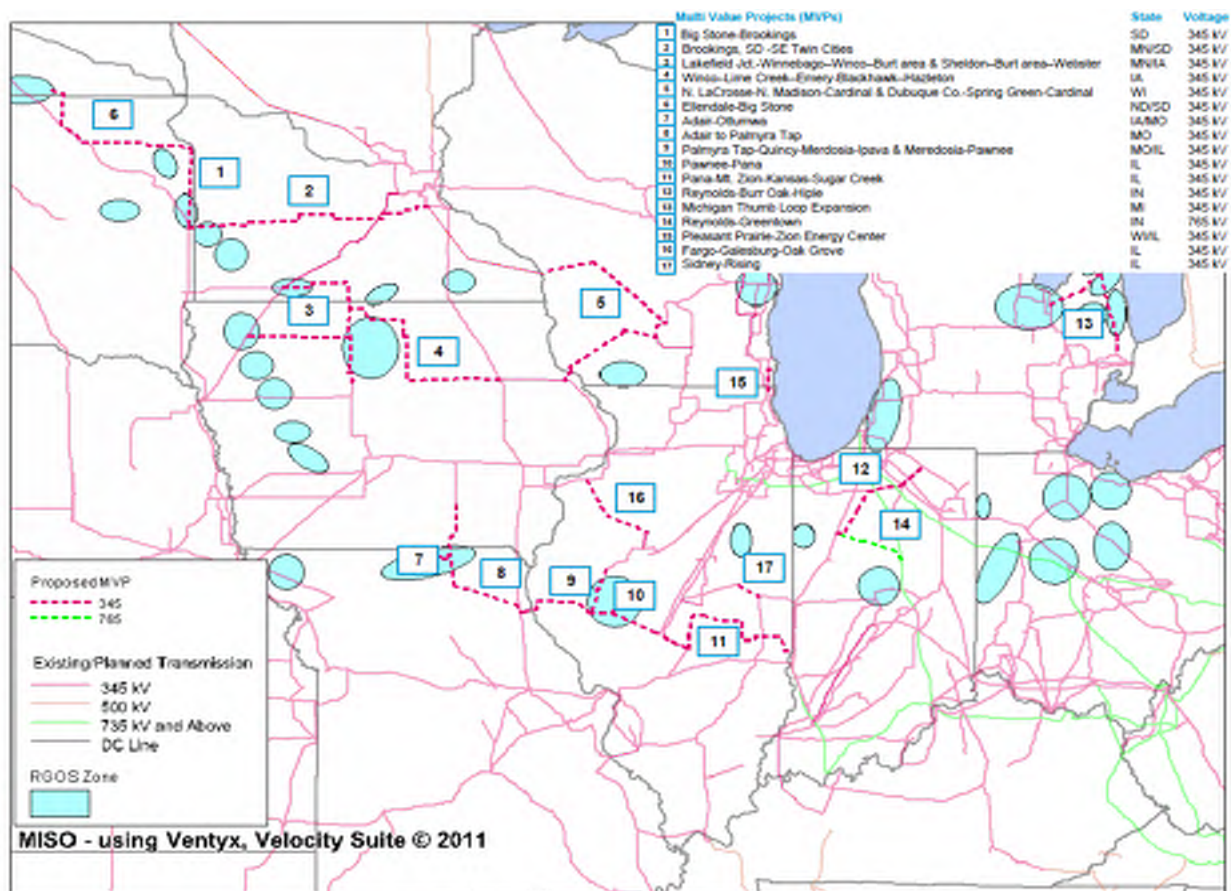 Multi Value Projects (MVPs) State Voltage
1 Big Stone-Brookings SD 345 kV
2 Brookings, SD -SE Twin Cities MN/SD 345 kV
3 Lakefield Jct.-Winnebago-Winco-Burt area & Sheldon-Burt area-Webster MN/IA 345 kV
4 Winco-Lime Creek-Emery-Blackhawk-Hazleton IA 345 kV
5 N. LaCrosse-N. Madison-Cardinal & Dubuque Co.-Spring Green-Cardinal WI 345 kV
6 Ellendale-Big Stone ND/SD 345 kV
7 Adair-Ottumwa IA/MO 345 kV
8 Adair to Palmyra Tap MO 345 kV
9 Palmyra Tap-Quincy-Merdosia-Ipava & Meredosia-Pawnee MO/IL 345 kV
10 Pawnee-Pana IL 345 kV
11 Pana-Mt. Zion-Kansas-Sugar Creek IL 345 kV
12 Reynolds-Burr Oak-Hiple IN 345 kV
13 Michigan Thumb Loop Expansion MI 345 kV
14 Reynolds-Greentown IN 765 kV
15 Pleasant Prairie-Zion Energy Center WI/IL 345 kV
16 Fargo-Galesburg-Oak Grove IL 345 kV
17 Sidney-Rising IL 345 kV
6
1
2
3
4
5
13
15
12
16
14
7
8
9
10
17
11
Proposed MVP
345
765
Existing/Planned Transmission
345 kV
500 kV
735 kV and Above
DC Line
RGOS Zone
MISO - using Ventyx, Velocity Suite © 2011